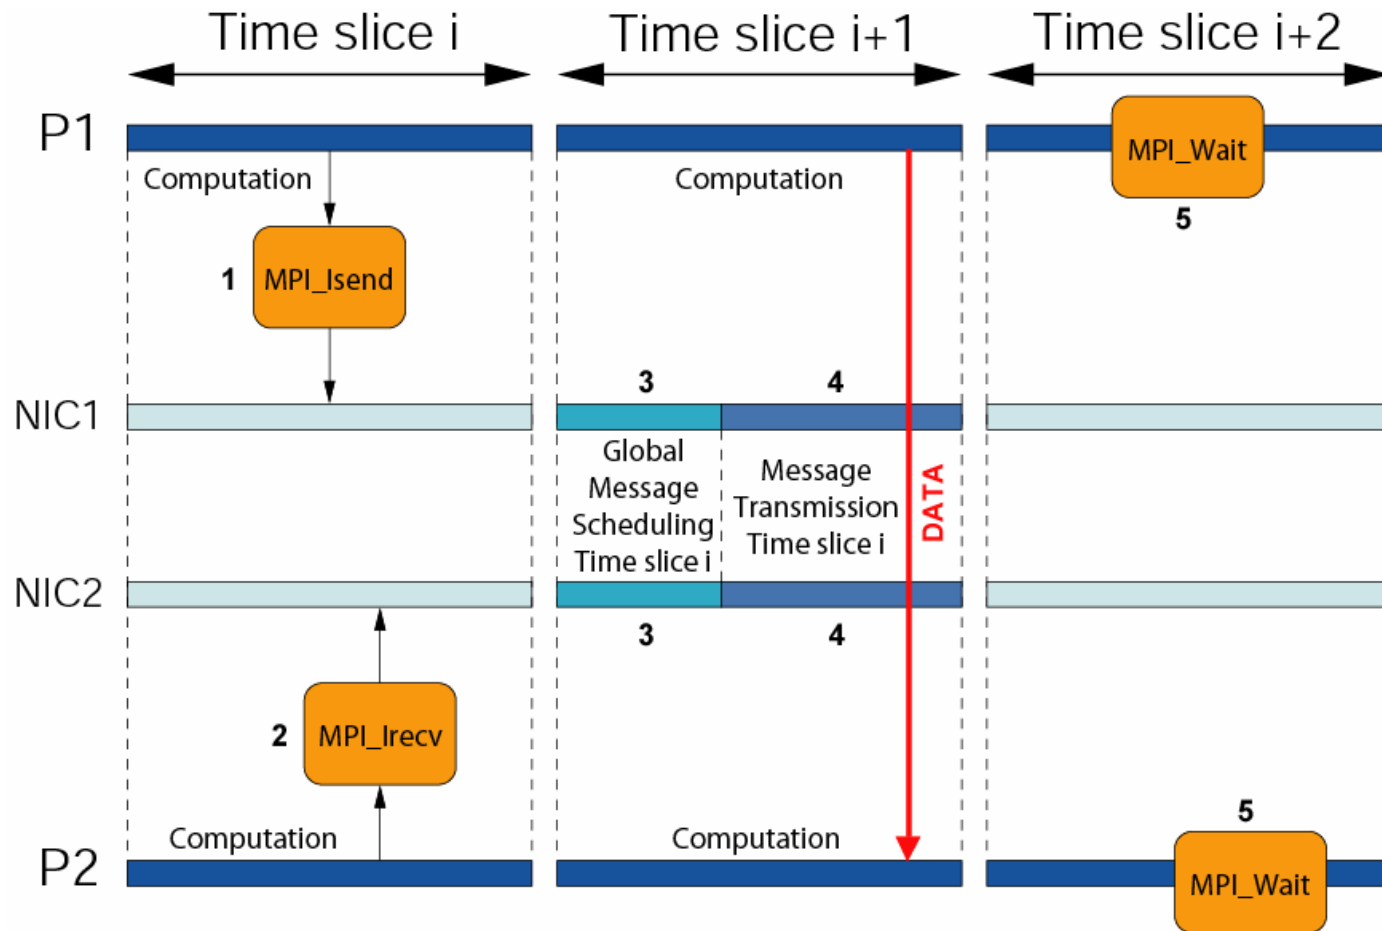 Time slice i
Time slice i+1
Time slice i+2
P1
MPI_Wait
5
Computation
Computation
1
MPI_Isend
3
4
NIC1
Global
Message
Scheduling
Time slice i
Message
Transmission
Time slice i
DATA
NIC2
3
4
2
MPI_Irecv
Computation
Computation
5
P2
MPI_Wait